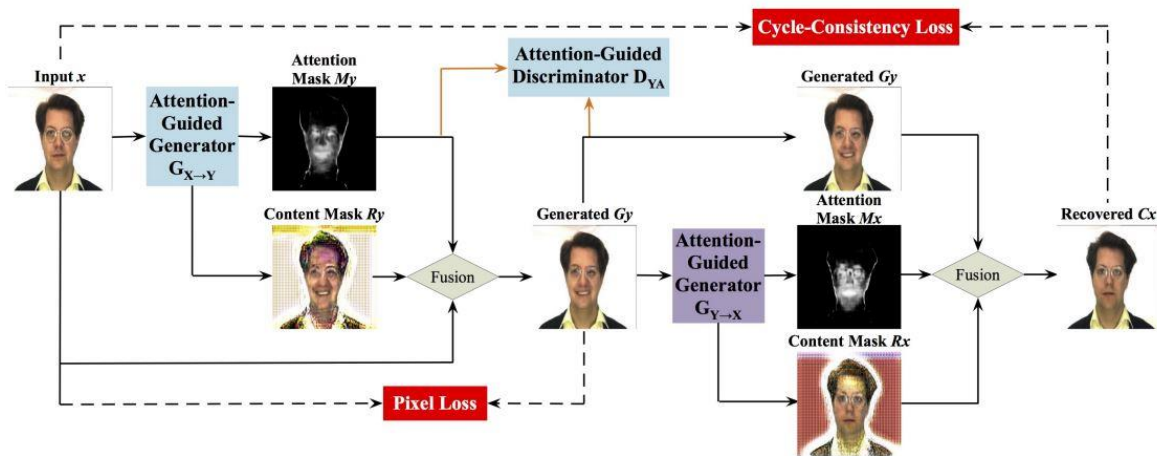 Cycle-Consistency Loss
Input x
Attention-
Guided
Generator
G_X→Y
Attention
Mask My
Attention-Guided
Discriminator D_YA
Generated Gy
Content Mask Ry
Fusion
Generated Gy
Attention-
Guided
Generator
G_Y→X
Attention
Mask Mx
Fusion
Recovered Cx
Content Mask Rx
Pixel Loss